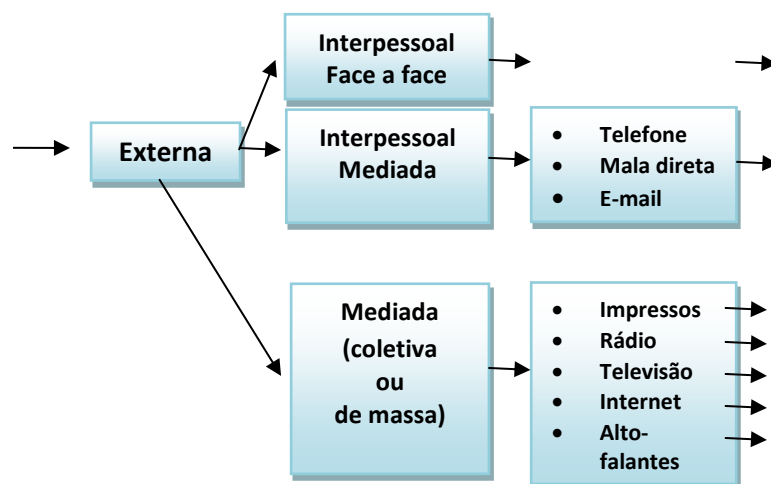 Interpessoal
Face a face
Externa
Interpessoal
Mediada
• Telefone
• Mala direta
• E-mail
Mediada
(coletiva
ou
de massa)
• Impressos
• Rádio
• Televisão
• Internet
• Alto-
falantes